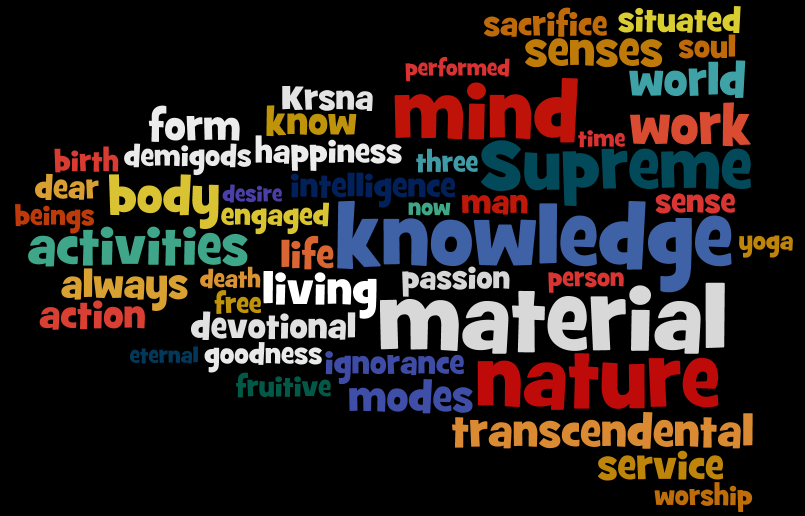 sacrifice situated
senses soul
performed world
Krsna mind
form know time work
birth demigods happiness three Supreme
dear body desire intelligence
beings engaged now man sense
activities life knowledge yoga
always death living passion person
action free material
devotional
eternal goodness ignorance nature
fruitive modes
transcendental
service
worship